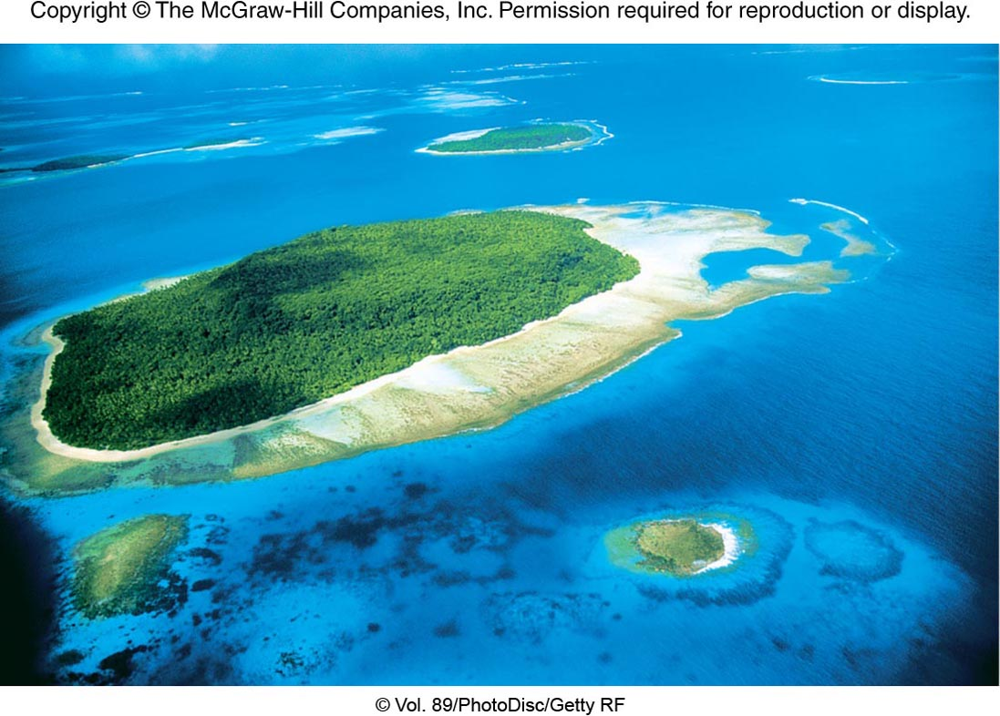 Copyright © The McGraw-Hill Companies, Inc. Permission required for reproduction or display.
© Vol. 89/PhotoDisc/Getty RF